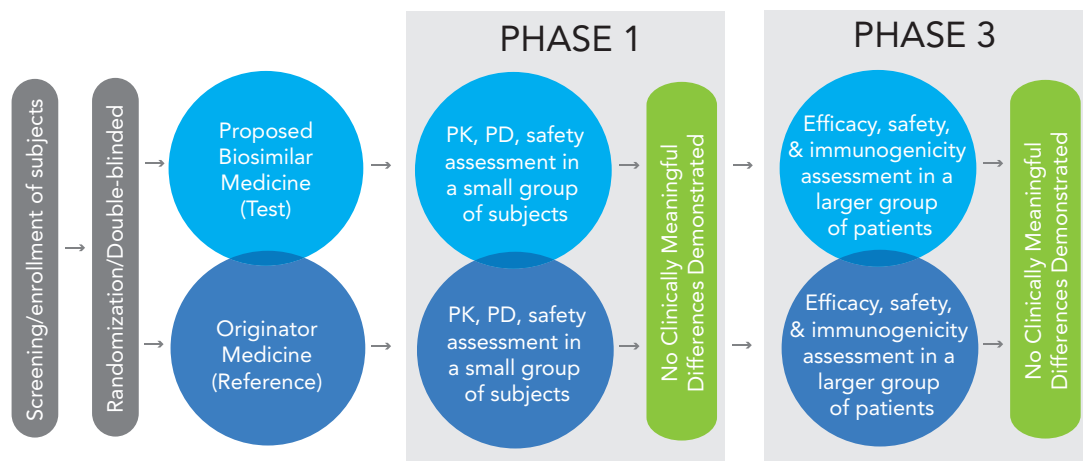 Screening/enrollment of subjects
Randomization/Double-blinded
Proposed
Biosimilar
Medicine
(Test)
Originator
Medicine
(Reference)
PHASE 1
PK, PD, safety
assessment in
a small group
of subjects
PK, PD, safety
assessment in
a small group
of subjects
No Clinically Meaningful
Differences Demonstrated
PHASE 3
Efficacy, safety,
& immunogenicity
assessment in a
larger group
of patients
Efficacy, safety,
& immunogenicity
assessment in a
larger group
of patients
No Clinically Meaningful
Differences Demonstrated